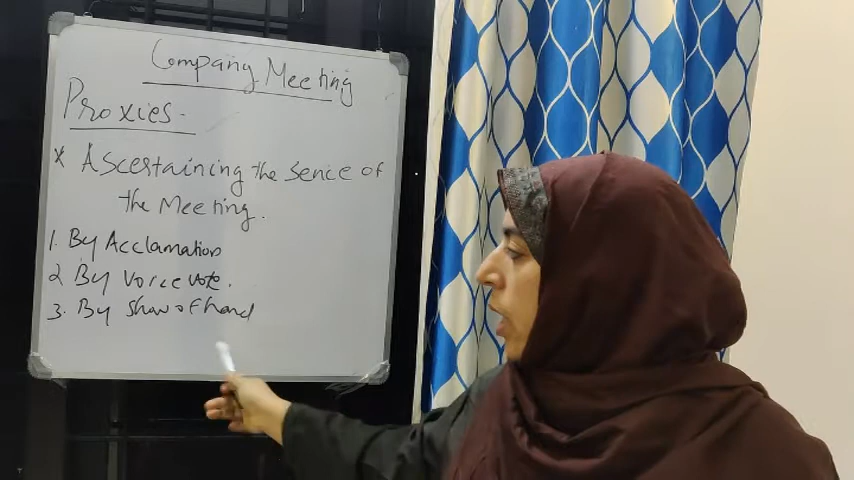 Company Meeting
Proxies.
x Ascertaining the sence of
the Meeting.
1. By Acclamation
2 By Voice vote.
3. By Show of hand